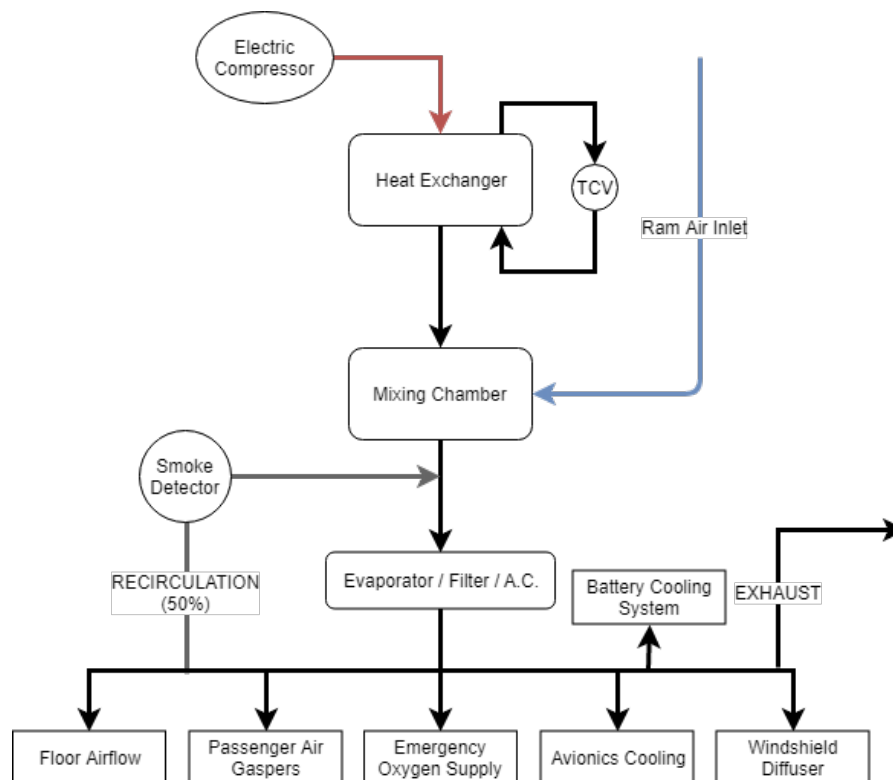 Electric
Compressor
Heat Exchanger
TCV
Ram Air Inlet
Mixing Chamber
Smoke
Detector
RECIRCULATION
(50%)
Evaporator / Filter / A.C.
Battery Cooling
System
EXHAUST
Floor Airflow
Passenger Air
Gaspers
Emergency
Oxygen Supply
Avionics Cooling
Windshield
Diffuser